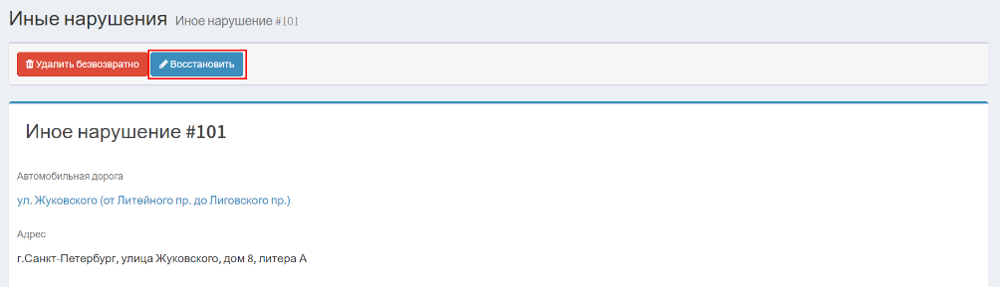 Иные нарушения Иное нарушение #101
Удалить безвозвратно Восстановить
Иное нарушение #101
Автомобильная дорога
ул. Жуковского (от Литейного пр. до Лиговского пр.)
Адрес
г.Санкт-Петербург, улица Жуковского, дом 8, литера А